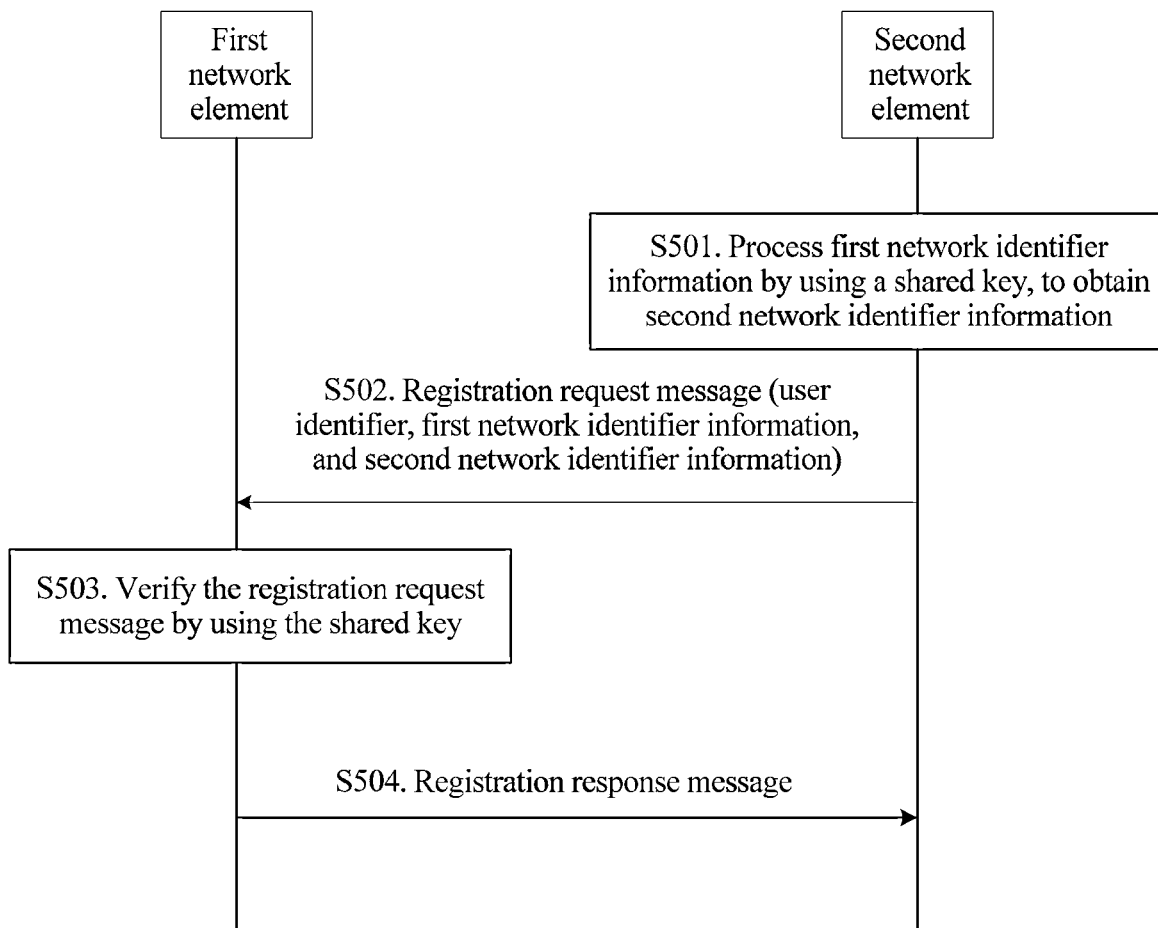 First
network
element
Second
network
element
S501. Process first network identifier
information by using a shared key, to obtain
second network identifier information
S502. Registration request message (user
identifier, first network identifier information,
and second network identifier information)
S503. Verify the registration request
message by using the shared key
S504. Registration response message